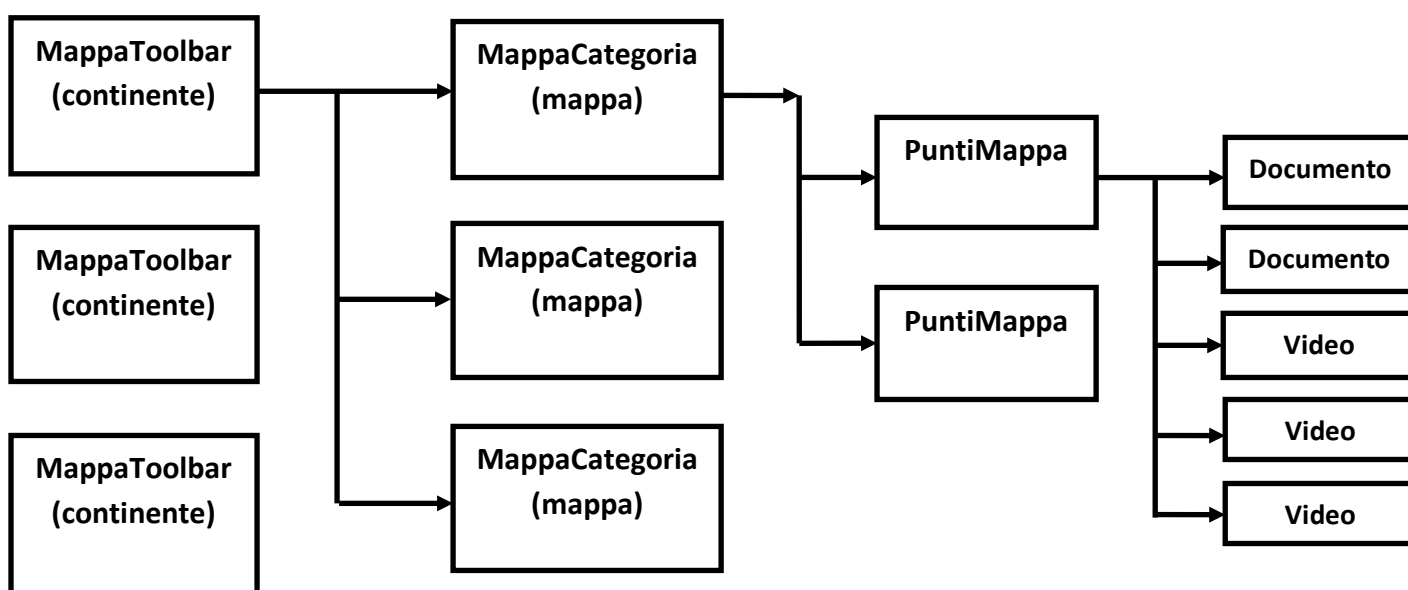 MappaToolbar
(continente)
MappaToolbar
(continente)
MappaToolbar
(continente)
MappaCategoria
(mappa)
MappaCategoria
(mappa)
MappaCategoria
(mappa)
PuntiMappa
PuntiMappa
Documento
Documento
Video
Video
Video